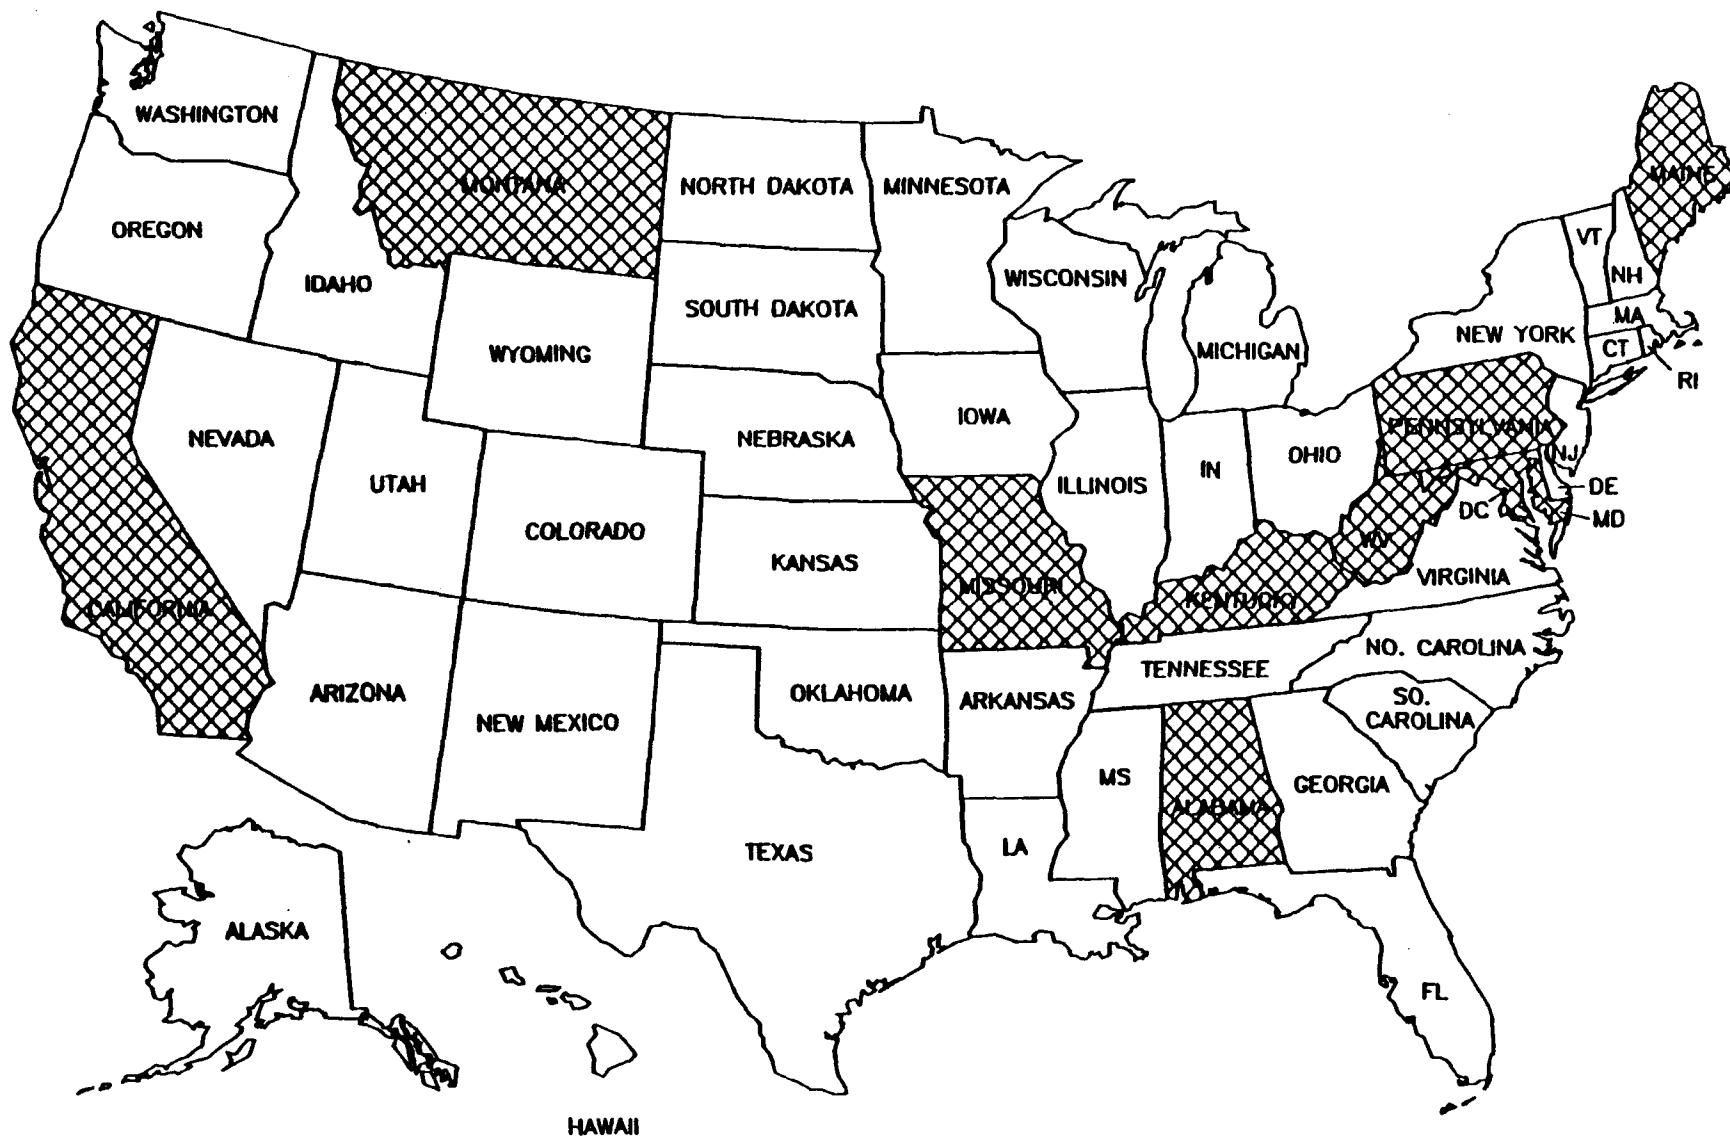 WASHINGTON
MONTANA
NORTH DAKOTA
MINNESOTA
MAINE
OREGON
IDAHO
SOUTH DAKOTA
WISCONSIN
VT
NH
WYOMING
MICHIGAN
NEW YORK
MA
CT
RI
NEVADA
NEBRASKA
IOWA
PENNSYLVANIA
NJ
UTAH
ILLINOIS
IN
OHIO
DE
DC
MD
COLORADO
KANSAS
WV
VIRGINIA
CALIFORNIA
MISSOURI
KENTUCKY
NO. CAROLINA
TENNESSEE
ARIZONA
NEW MEXICO
OKLAHOMA
ARKANSAS
SO.
CAROLINA
MS
ALABAMA
GEORGIA
TEXAS
LA
ALASKA
FL
HAWAII